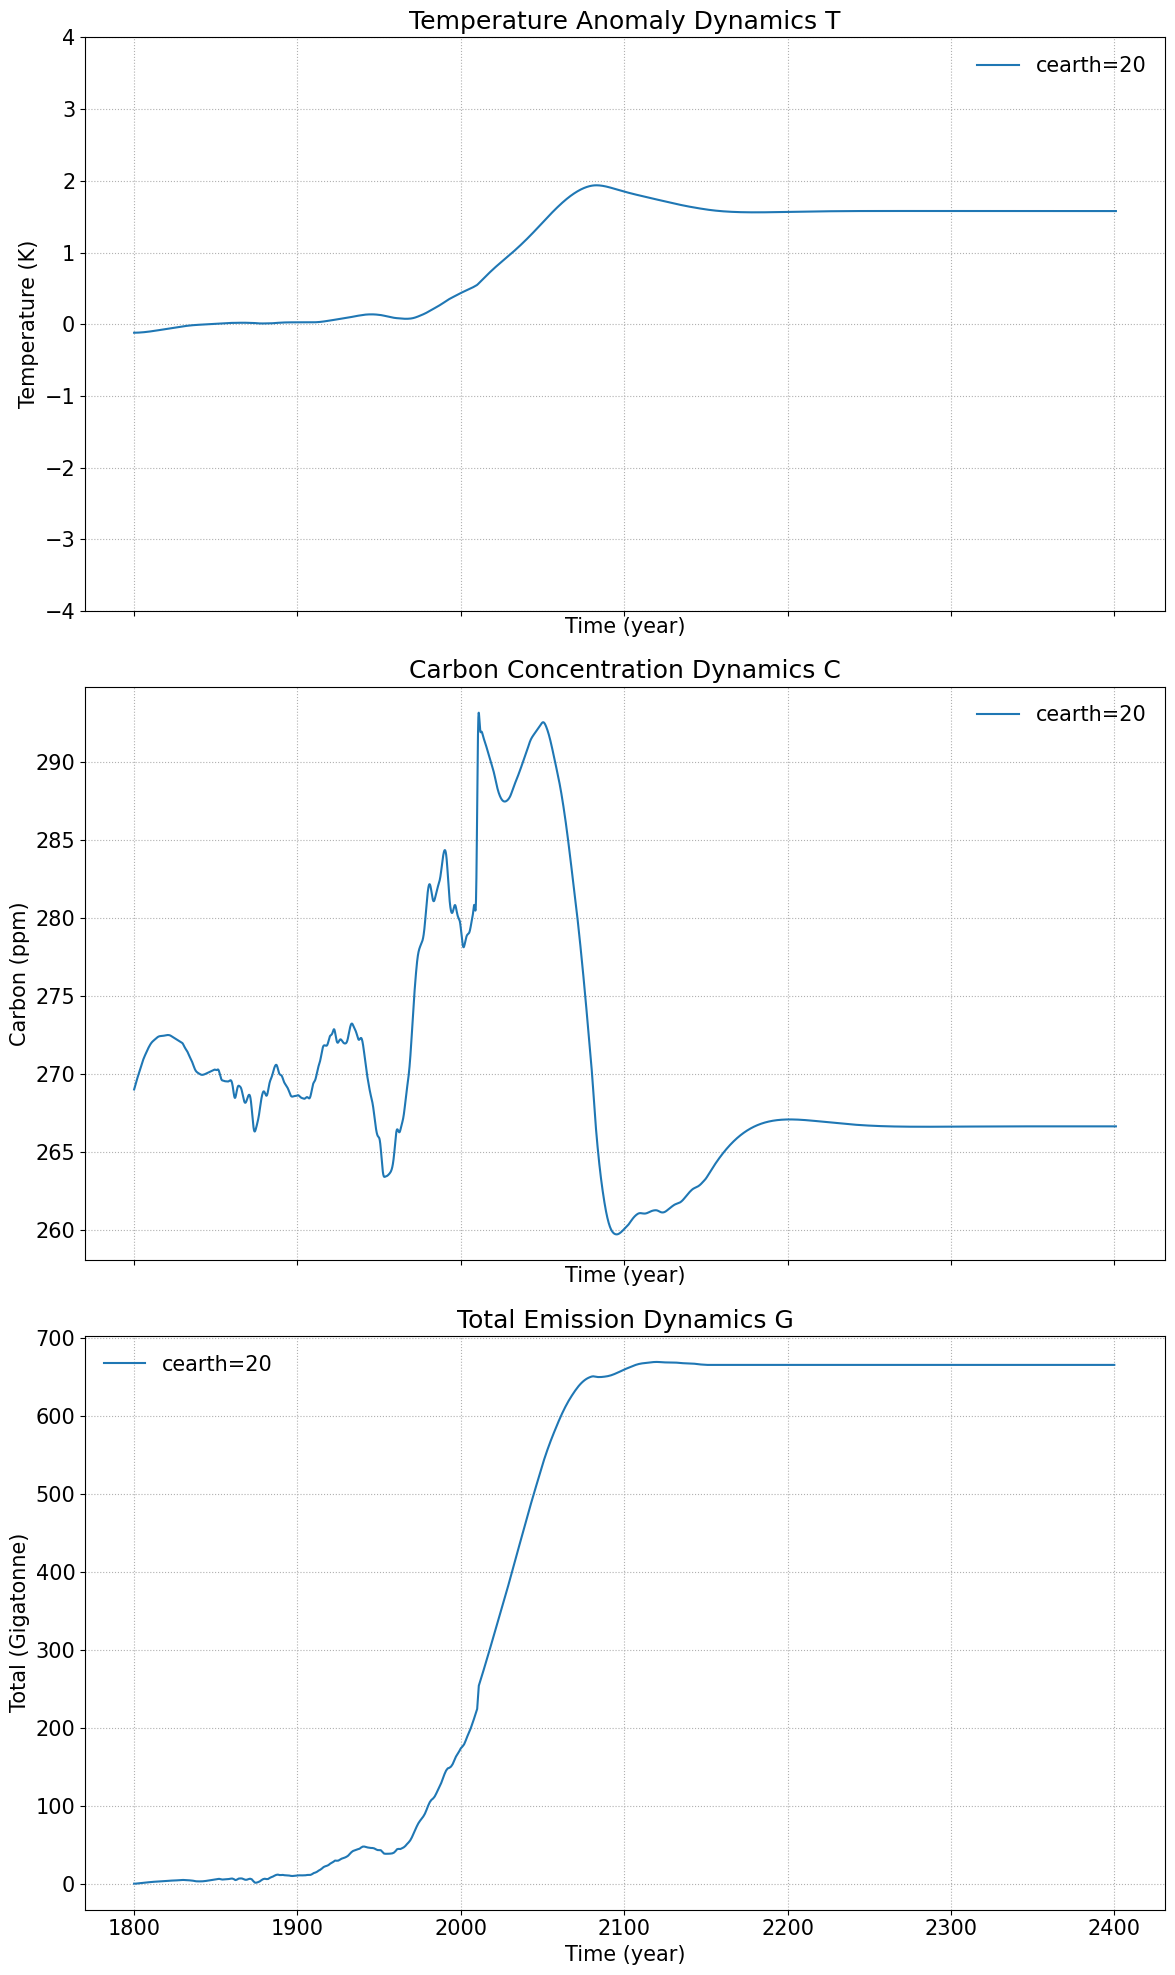 Temperature Anomaly Dynamics T
cearth=20
4
3
2
1
0
−1
−2
−3
−4
Temperature (K)
Time (year)
Carbon Concentration Dynamics C
cearth=20
290
285
280
275
270
265
260
Carbon (ppm)
Time (year)
Total Emission Dynamics G
cearth=20
700
600
500
400
300
200
100
0
Total (Gigatonne)
1800 1900 2000 2100 2200 2300 2400
Time (year)